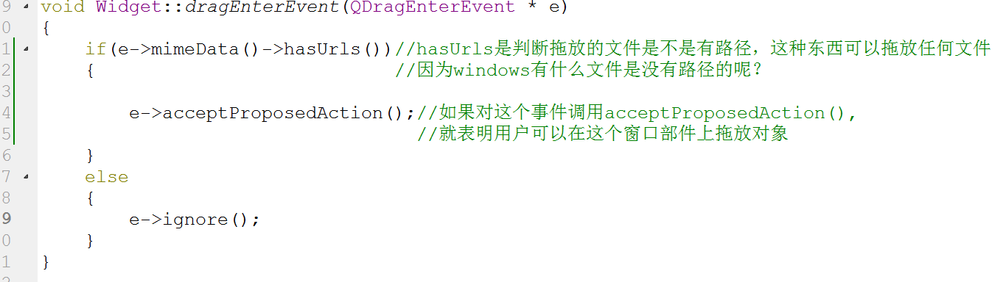 9 void Widget::dragEnterEvent(QDragEnterEvent * e)
0 {
1 if(e->mimeData()->hasUrls())//hasUrls是判断拖放的文件是不是有路径，这种东西可以拖放任何文件
2 { //因为windows有什么文件是没有路径的呢？
3
4 e->acceptProposedAction();//如果对这个事件调用acceptProposedAction(),
5 //就表明用户可以在这个窗口部件上拖放对象
6 }
7 else
8 {
9 e->ignore();
0 }
1 }